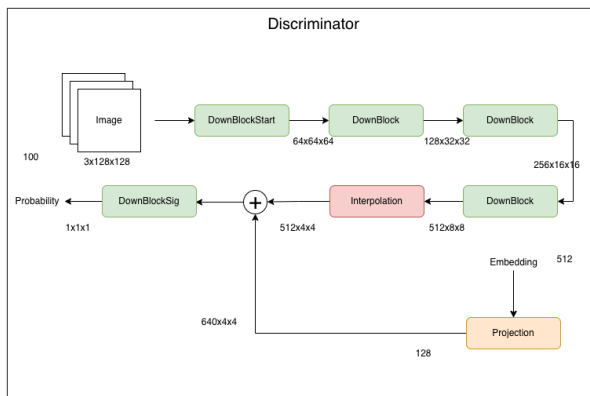 Discriminator
Image
DownBlockStart
DownBlock
DownBlock
64x64x64
128x32x32
100
3x128x128
256x16x16
Probability
DownBlockSig
+
Interpolation
DownBlock
1x1x1
512x4x4
512x8x8
Embedding
512
640x4x4
Projection
128